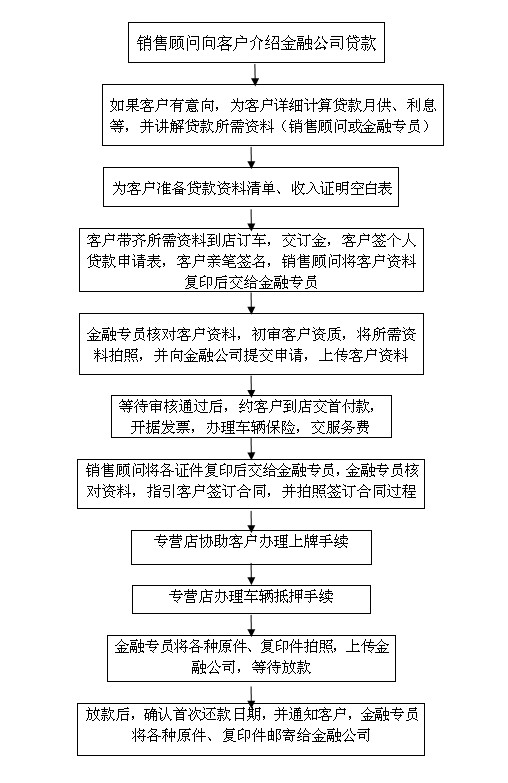 销售顾问向客户介绍金融公司贷款
如果客户有意向，为客户详细计算贷款月供、利息
等，并讲解贷款所需资料（销售顾问或金融专员）
为客户准备贷款资料清单、收入证明空白表
客户带齐所需资料到店订车，交订金，客户签个人
贷款申请表，客户亲笔签名，销售顾问将客户资料
复印后交给金融专员
金融专员核对客户资料，初审客户资质，将所需资
料拍照，并向金融公司提交申请，上传客户资料
等待审核通过后，约客户到店交首付款，
开据发票，办理车辆保险，交服务费
销售顾问将各证件复印后交给金融专员，金融专员核
对资料，指引客户签订合同，并拍照签订合同过程
专营店协助客户办理上牌手续
专营店办理车辆抵押手续
金融专员将各种原件、复印件拍照，上传金
融公司，等待放款
放款后，确认首次还款日期，并通知客户，金融专员
将各种原件、复印件邮寄给金融公司